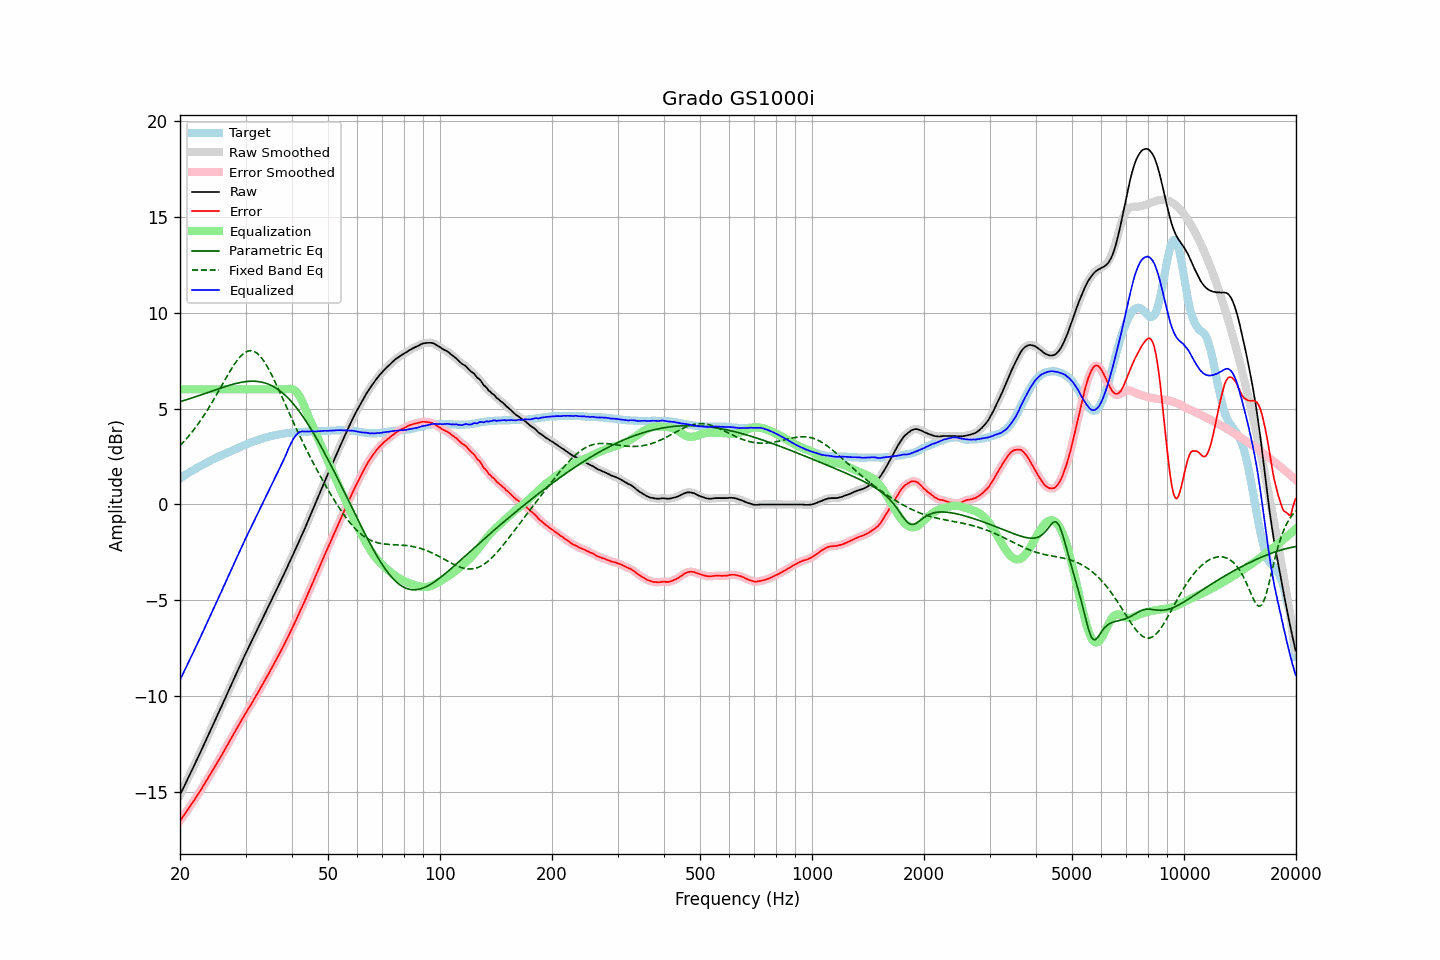 Grado GS1000i
Target
Raw Smoothed
Error Smoothed
Raw
Error
Equalization
Parametric Eq
Fixed Band Eq
Equalized
Amplitude (dBr)
20
15
10
5
0
−5
−10
−15
20 50 100 200 500 1000 2000 5000 10000 20000
Frequency (Hz)